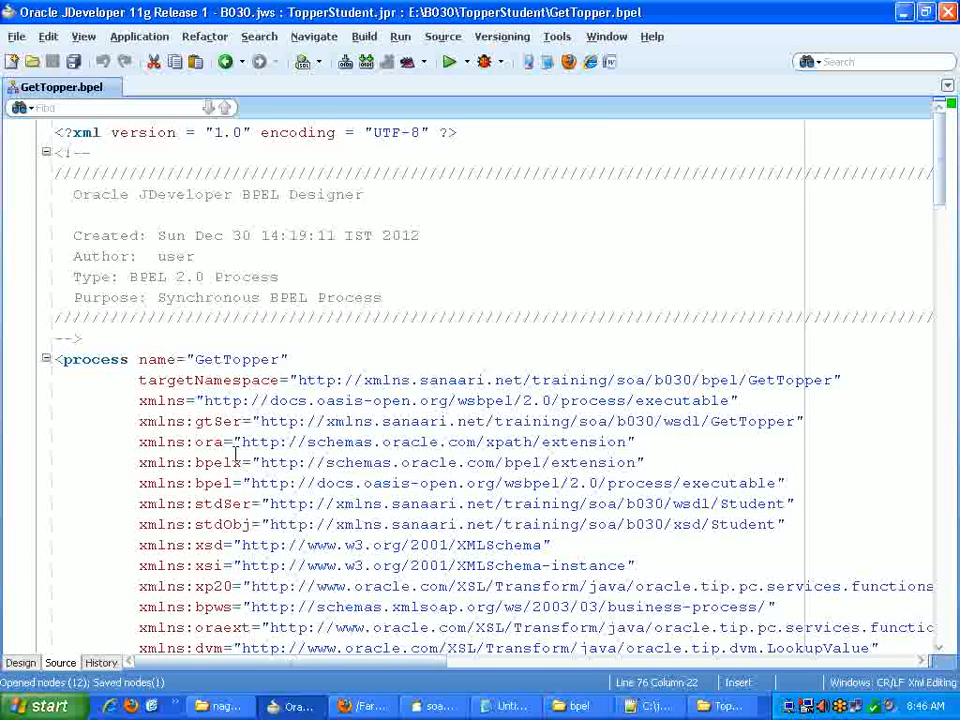 Oracle JDeveloper 11g Release 1 - B030.jws : TopperStudent.jpr : E:\B030\TopperStudent\GetTopper.bpel
File Edit View Application Refactor Search Navigate Build Run Source Versioning Tools Window Help
Search
GetTopper.bpel
Find
<?xml version = "1.0" encoding = "UTF-8" ?>
<!--
//////////////////////////////////////////////////////////////////////////////////////////////
Oracle JDeveloper BPEL Designer
Created: Sun Dec 30 14:19:11 IST 2012
Author: user
Type: BPEL 2.0 Process
Purpose: Synchronous BPEL Process
//////////////////////////////////////////////////////////////////////////////////////////////
-->
<process name="GetTopper"
targetNamespace="http://xmlns.sanaari.net/training/soa/b030/bpel/GetTopper"
xmlns="http://docs.oasis-open.org/wsbpel/2.0/process/executable"
xmlns:gtSer="http://xmlns.sanaari.net/training/soa/b030/wsdl/GetTopper"
xmlns:ora="http://schemas.oracle.com/xpath/extension"
xmlns:bpelx="http://schemas.oracle.com/bpel/extension"
xmlns:bpel="http://docs.oasis-open.org/wsbpel/2.0/process/executable"
xmlns:stdSer="http://xmlns.sanaari.net/training/soa/b030/wsdl/Student"
xmlns:stdObj="http://xmlns.sanaari.net/training/soa/b030/xsd/Student"
xmlns:xsd="http://www.w3.org/2001/XMLSchema"
xmlns:xsi="http://www.w3.org/2001/XMLSchema-instance"
xmlns:xp20="http://www.oracle.com/XSL/Transform/java/oracle.tip.pc.services.functions
xmlns:bpws="http://schemas.xmlsoap.org/ws/2003/03/business-process/"
xmlns:oraext="http://www.oracle.com/XSL/Transform/java/oracle.tip.pc.services.functio
xmlns:dvm="http://www.oracle.com/XSL/Transform/java/oracle.tip.dvm.LookupValue"
Design Source History
Opened nodes (12); Saved nodes(1) Line 76 Column 22 Insert Windows: CR/LF Xml Editing
start nag... Ora... /Far... soa... Unti... bpel C:\j... Top... 8:46 AM